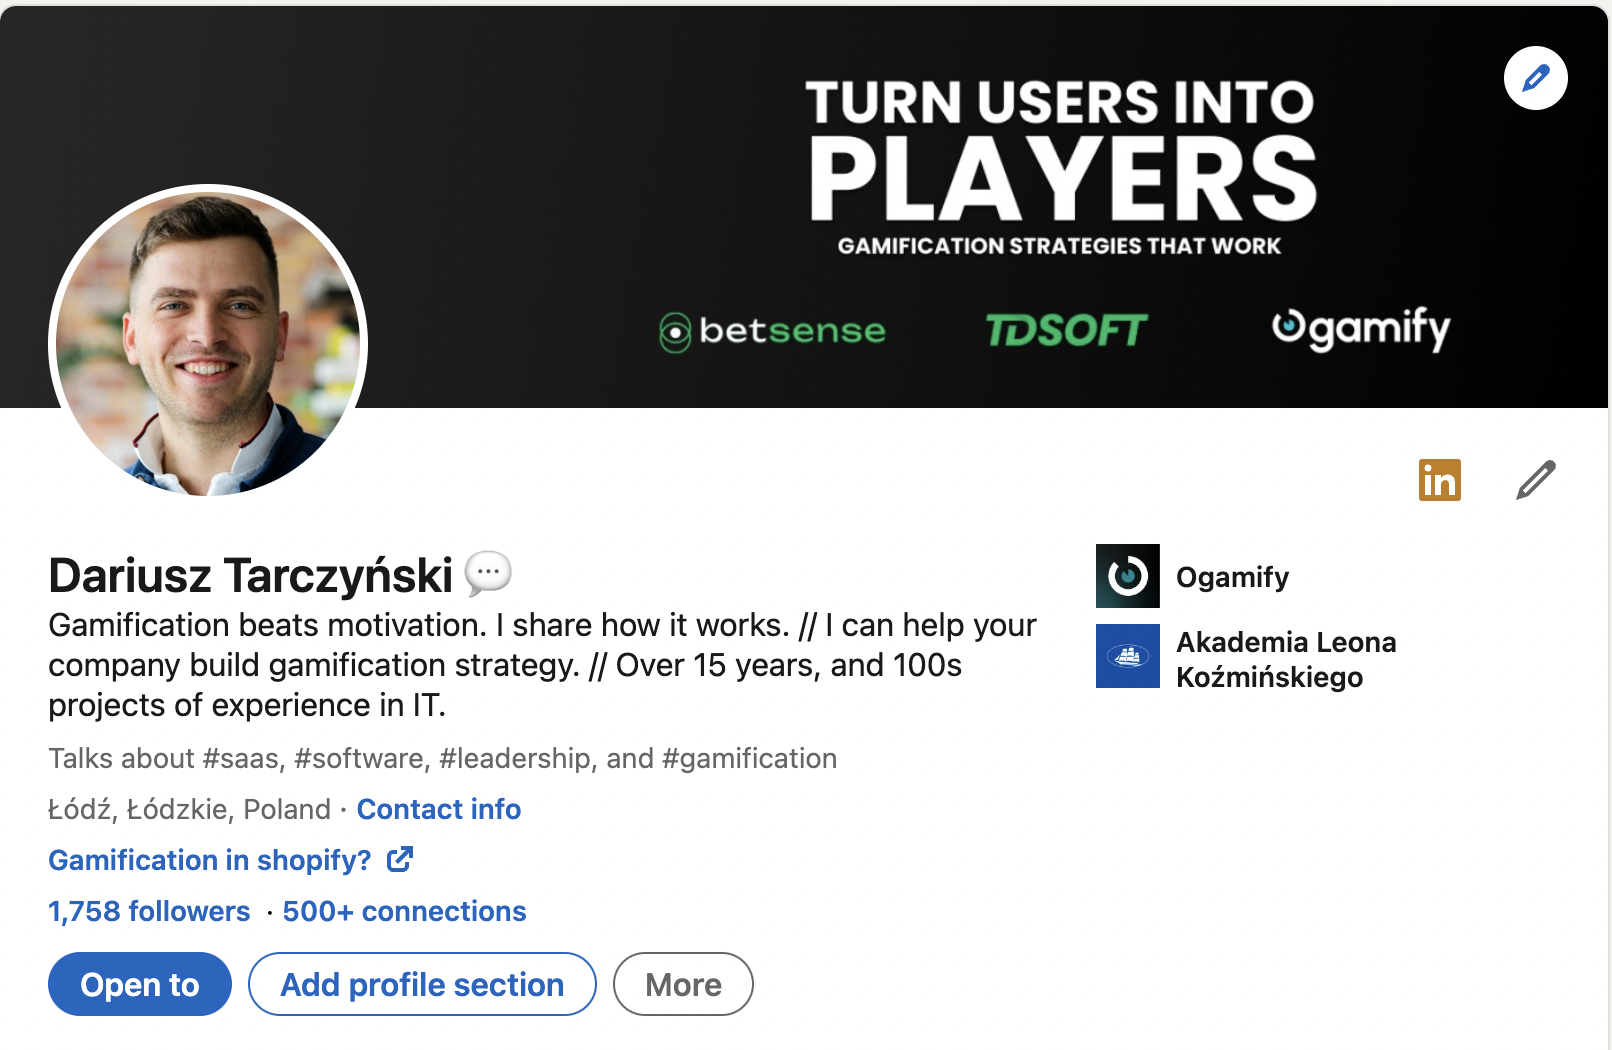 TURN USERS INTO
PLAYERS
GAMIFICATION STRATEGIES THAT WORK
betsense
TDSOFT
Ogamify
in
Dariusz Tarczyński 💬
Gamification beats motivation. I share how it works. // I can help your
company build gamification strategy. // Over 15 years, and 100s
projects of experience in IT.
Talks about #saas, #software, #leadership, and #gamification
Łódź, Łódzkie, Poland · Contact info
Gamification in shopify?
1,758 followers · 500+ connections
Open to
Add profile section
More
Ogamify
Akademia Leona
Koźmińskiego